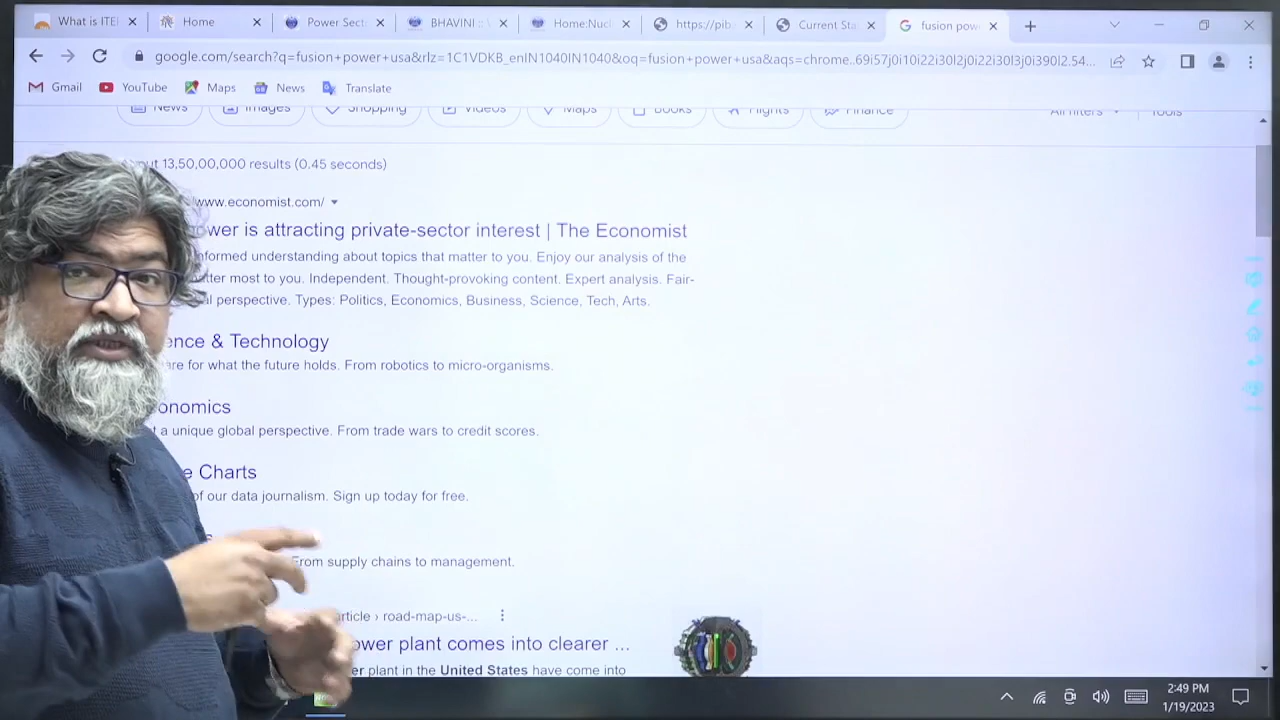 What is ITEI
Home
Power Sect
BHAVINI ::
Home:Nucl
https://pib
Current Sta
fusion pow
google.com/search?q=fusion+power+usa&rlz=1C1VDKB_enIN1040IN1040&oq=fusion+power+usa&aqs=chrome..69i57j0i10i22i30l2j0i22i30l3j0i390l2.54...
Gmail
YouTube
Maps
News
Translate
News
Images
Shopping
Videos
Maps
Books
Flights
Finance
All filters
Tools
13,50,00,000 results (0.45 seconds)
www.economist.com/
ower is attracting private-sector interest | The Economist
nformed understanding about topics that matter to you. Enjoy our analysis of the
tter most to you. Independent. Thought-provoking content. Expert analysis. Fair-
al perspective. Types: Politics, Economics, Business, Science, Tech, Arts.
ence & Technology
are for what the future holds. From robotics to micro-organisms.
onomics
t a unique global perspective. From trade wars to credit scores.
e Charts
of our data journalism. Sign up today for free.
From supply chains to management.
article › road-map-us-...
ower plant comes into clearer ...
er plant in the United States have come into
2:49 PM
1/19/2023